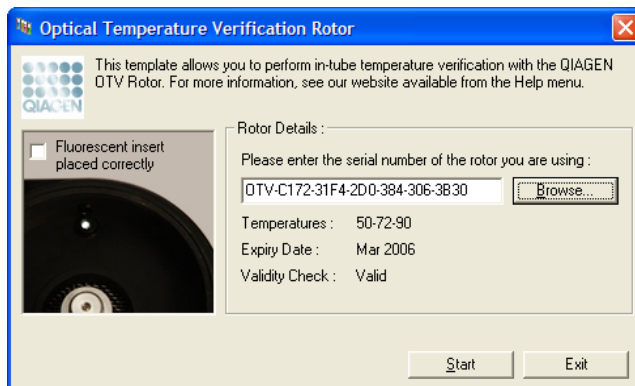 Optical Temperature Verification Rotor
This template allows you to perform in-tube temperature verification with the QIAGEN
OTV Rotor. For more information, see our website available from the Help menu.
QIAGEN
Fluorescent insert
placed correctly
Rotor Details :
Please enter the serial number of the rotor you are using :
OTV-C172-31F4-2D0-384-306-3B30
Browse...
Temperatures : 50-72-90
Expiry Date : Mar 2006
Validity Check : Valid
Start Exit